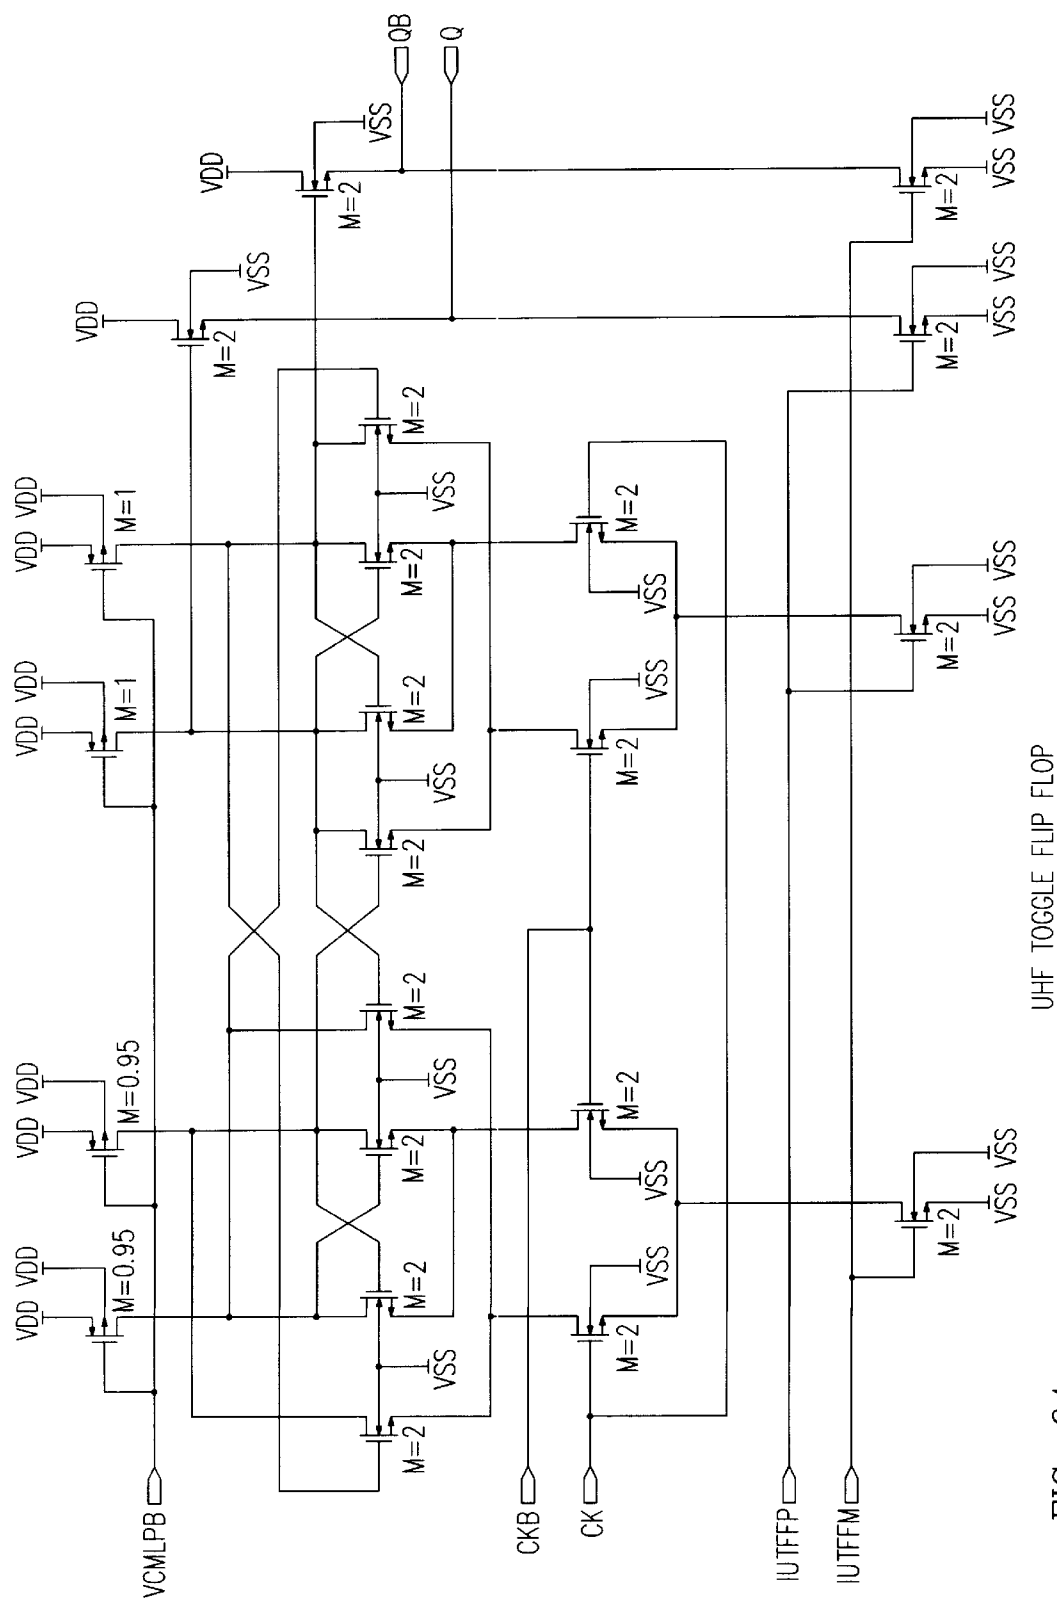 VDD VDD
VDD VDD
VDD VDD
VDD VDD
VDD
M=0.95
M=0.95
M=1
M=1
VCMLPB
VDD
M=2
VSS
M=2
VSS
QB
M=2
M=2
M=2
M=2
M=2
M=2
M=2
M=2
VSS
VSS
VSS
VSS
Q
CKB
CK
M=2
M=2
M=2
M=2
VSS
VSS
VSS
VSS
IUTFFP
IUTFFM
M=2
M=2
M=2
M=2
VSS VSS
VSS VSS
VSS VSS
VSS VSS
UHF TOGGLE FLIP FLOP